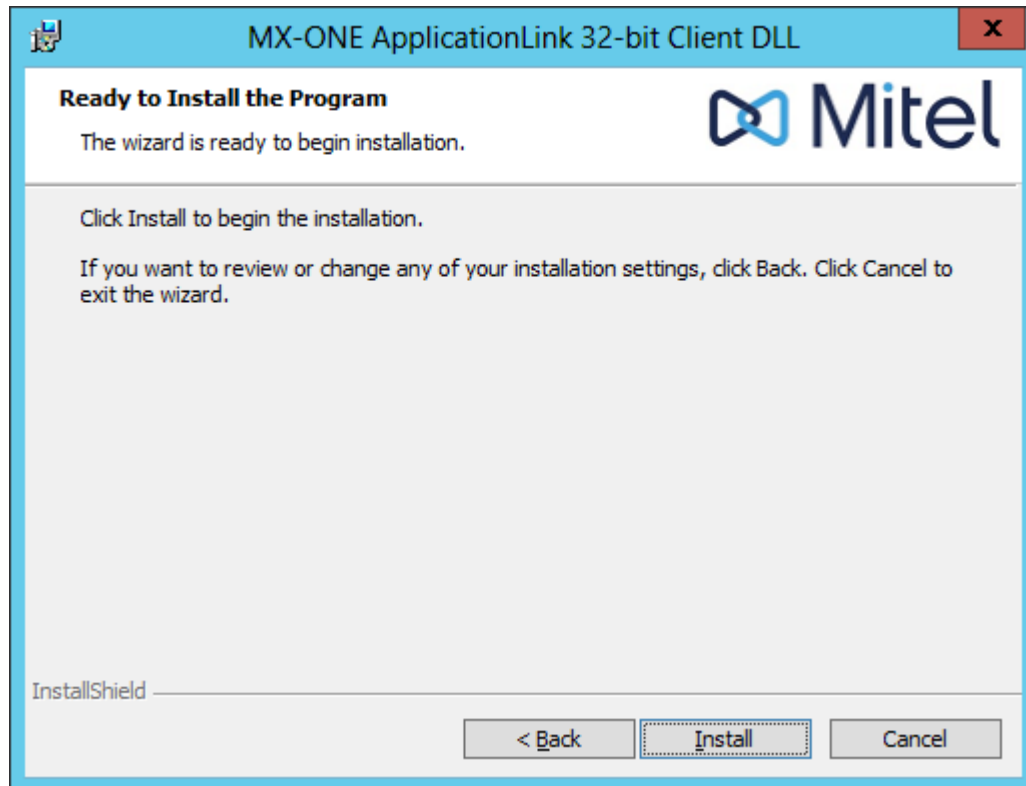 MX-ONE ApplicationLink 32-bit Client DLL
x
Ready to Install the Program
Mitel
The wizard is ready to begin installation.
Click Install to begin the installation.
If you want to review or change any of your installation settings, click Back. Click Cancel to
exit the wizard.
InstallShield
< Back
Install
Cancel